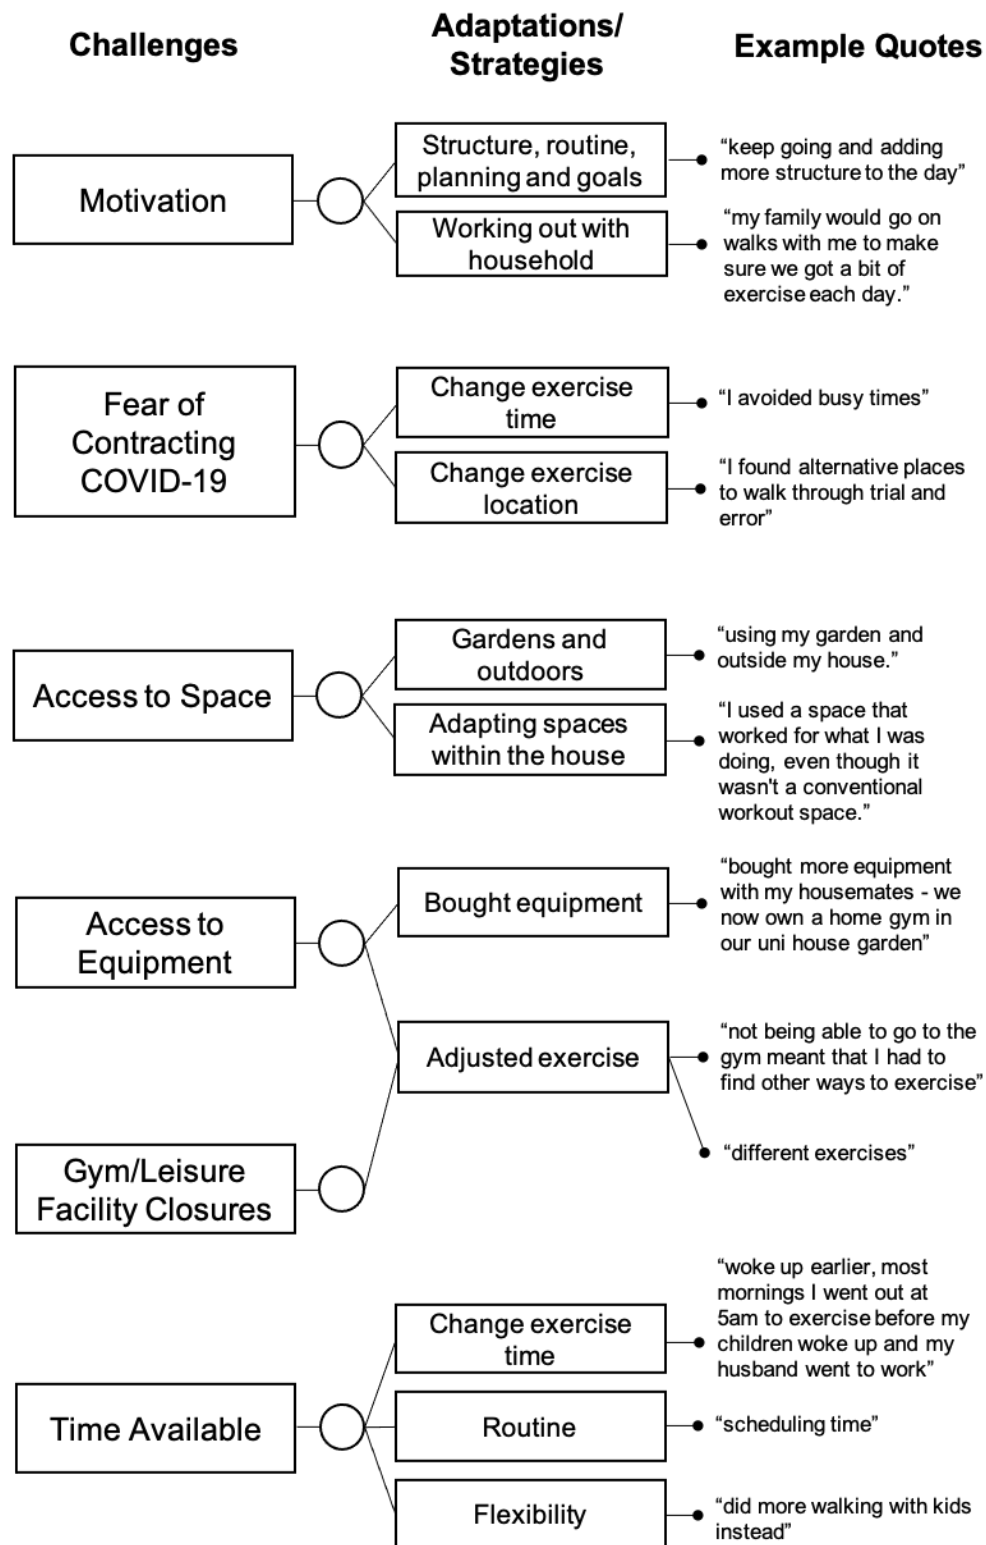 Challenges
Adaptations/
Strategies
Example Quotes
Motivation
Structure, routine,
planning and goals
“keep going and adding
more structure to the day”
Working out with
household
“my family would go on
walks with me to make
sure we got a bit of
exercise each day.”
Fear of
Contracting
COVID-19
Change exercise
time
“I avoided busy times”
Change exercise
location
“I found alternative places
to walk through trial and
error”
Access to Space
Gardens and
outdoors
“using my garden and
outside my house.”
Adapting spaces
within the house
“I used a space that
worked for what I was
doing, even though it
wasn't a conventional
workout space.”
Access to
Equipment
Bought equipment
“bought more equipment
with my housemates - we
now own a home gym in
our uni house garden”
Adjusted exercise
“not being able to go to the
gym meant that I had to
find other ways to exercise”
“different exercises”
Gym/Leisure
Facility Closures
Time Available
Change exercise
time
“woke up earlier, most
mornings I went out at
5am to exercise before my
children woke up and my
husband went to work”
Routine
“scheduling time”
Flexibility
“did more walking with kids
instead”